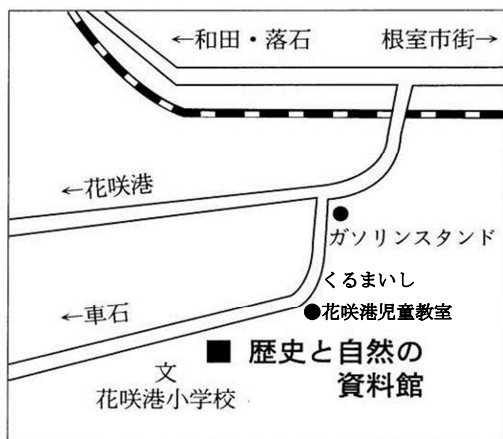 ←和田・落石
根室市街→
←花咲港
ガソリンスタンド
くるまいし
●花咲港児童教室
←車石
■ 歴史と自然の
資料館
文
花咲港小学校